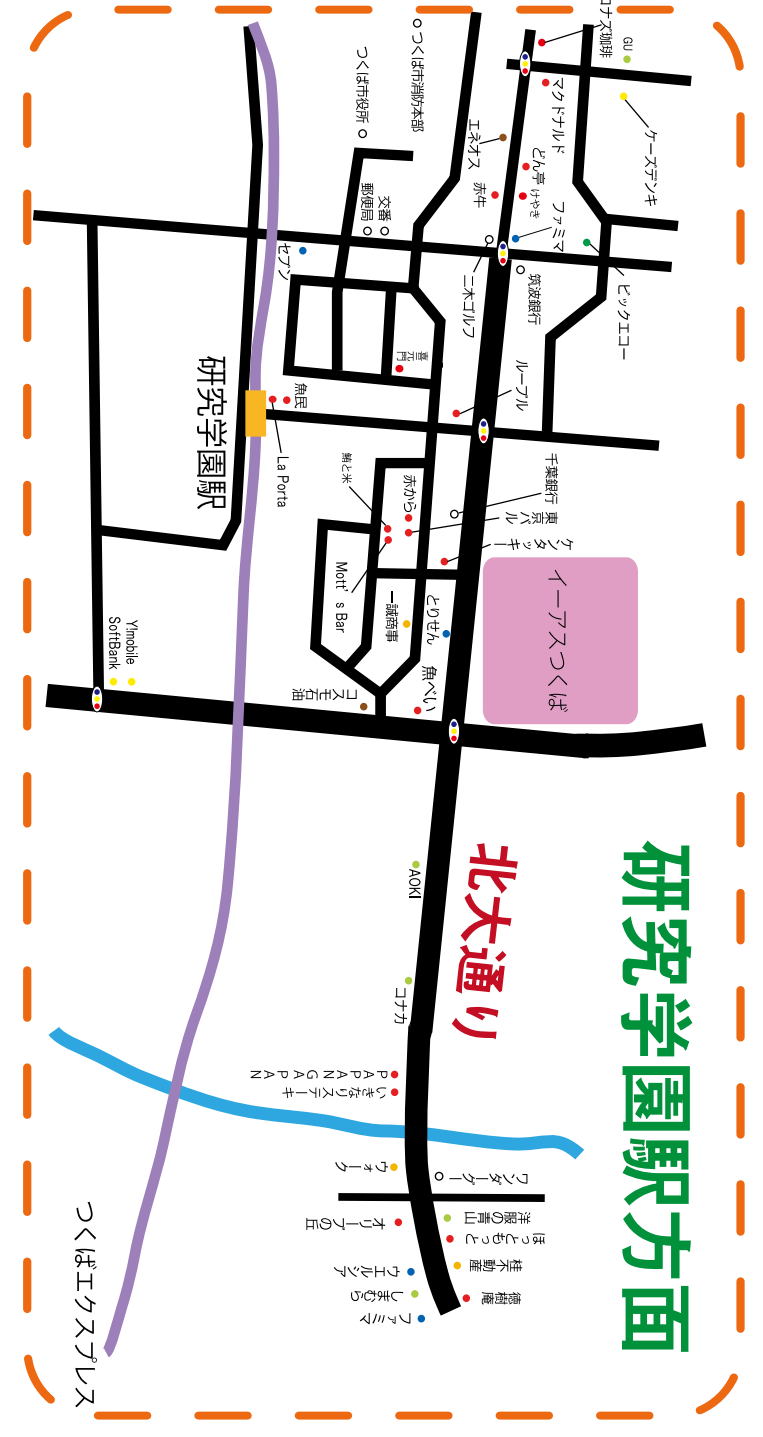 研究学園駅方面
北大通り
コナズ珈琲
GU
ケーズデンキ
マクドナルド
どん亭
けやき
ファミマ
ビックエコー
エネオス
赤牛
筑波銀行
二木ゴルフ
ルーブル
つくば市消防本部
つくば市役所
交番
郵便局
セブン
喜元門
魚民
La Porta
研究学園駅
千葉銀行
東京バル
ケンタッキー
イーアスつくば
鮪と米
赤から
Mott’s Bar
一誠商事
とりせん
魚べい
コスモ石油
Y!mobile
SoftBank
AOKI
コナカ
PAPANGAPAN
いきなりステーキ
ウォーク
ワンダーグー
洋服の青山
ほっともっと
オリーブの丘
桂不動産
ウエルシア
しまむら
徳樹庵
ファミマ
つくばエクスプレス